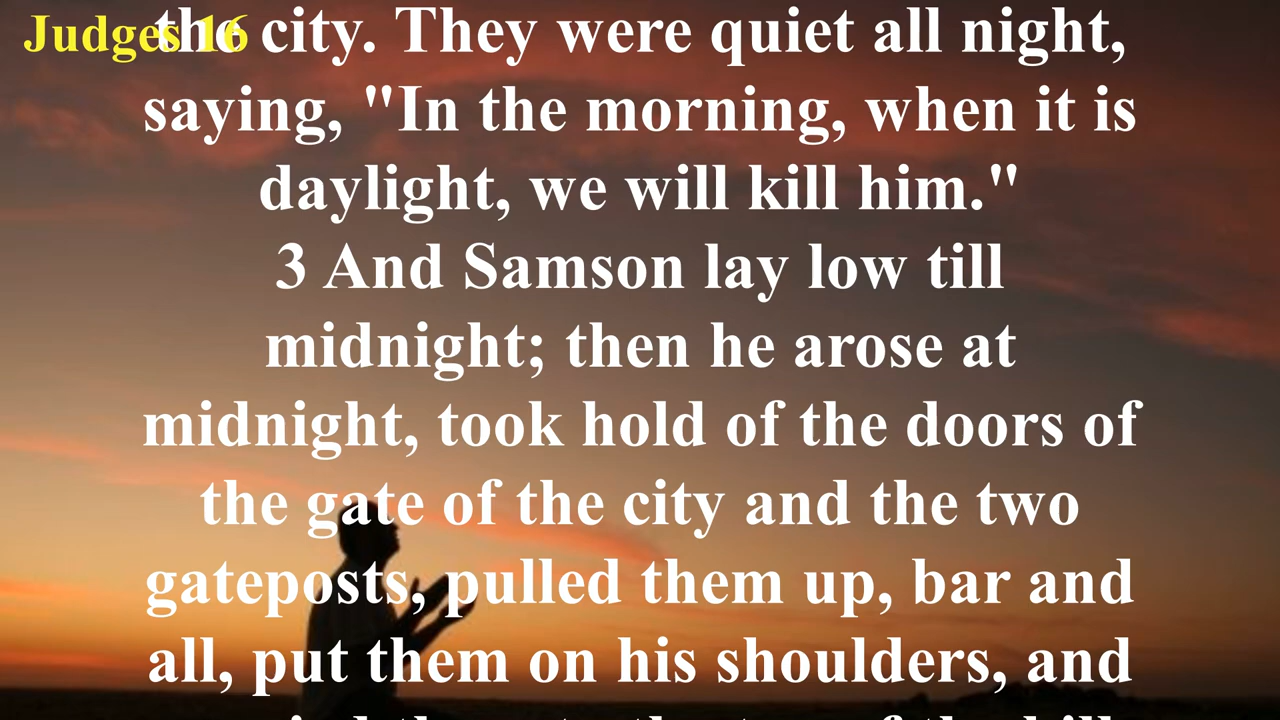 Judges 16
the city. They were quiet all night,
saying, "In the morning, when it is
daylight, we will kill him."
3 And Samson lay low till
midnight; then he arose at
midnight, took hold of the doors of
the gate of the city and the two
gateposts, pulled them up, bar and
all, put them on his shoulders, and